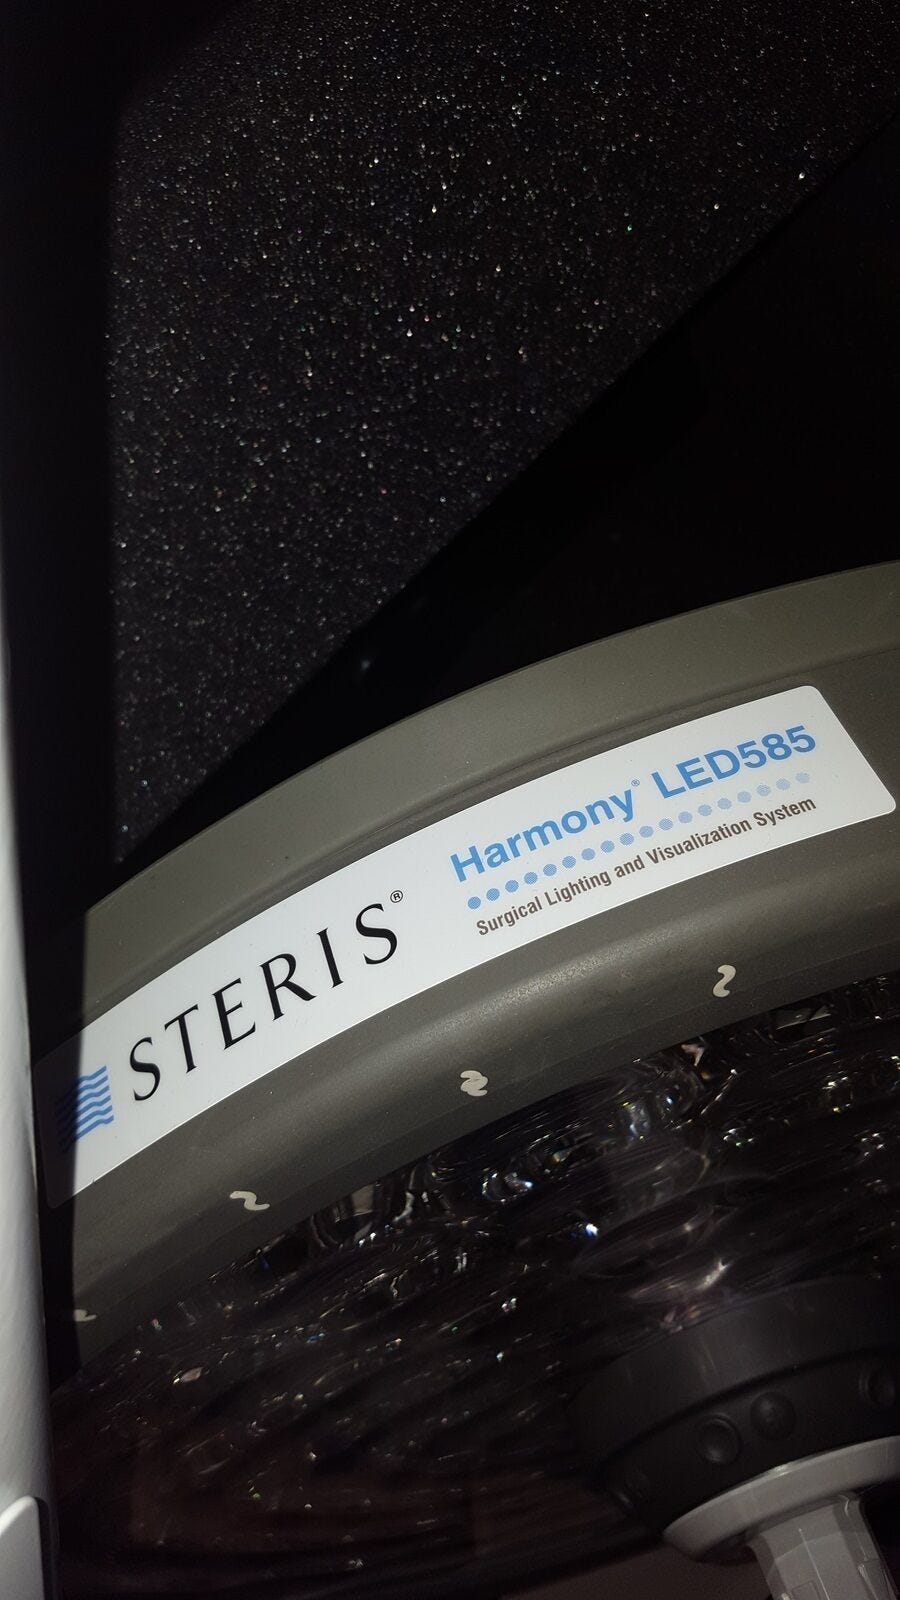 STERIS®
Harmony® LED585
Surgical Lighting and Visualization System